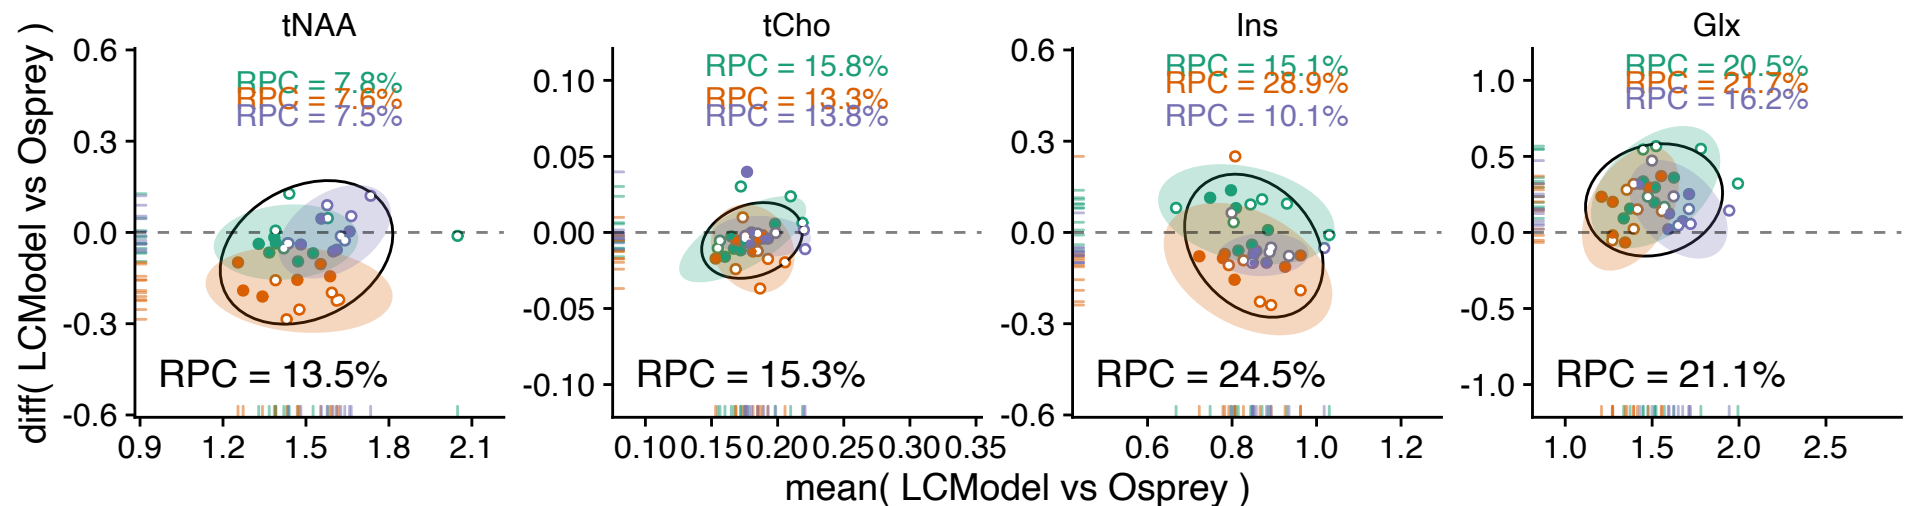 diff( LCModel vs Osprey )
tNAA
0.6
0.3
0.0
-0.3
-0.6
RPC = 7.8%
RPC = 7.6%
RPC = 7.5%
RPC = 13.5%
0.9 1.2 1.5 1.8 2.1
tCho
0.10
0.05
0.00
-0.05
-0.10
RPC = 15.8%
RPC = 13.3%
RPC = 13.8%
RPC = 15.3%
0.10 0.15 0.20 0.25 0.30 0.35
Ins
0.6
0.3
0.0
-0.3
-0.6
RPC = 15.1%
RPC = 28.9%
RPC = 10.1%
RPC = 24.5%
0.6 0.8 1.0 1.2
Glx
1.0
0.5
0.0
-0.5
-1.0
RPC = 20.5%
RPC = 21.7%
RPC = 16.2%
RPC = 21.1%
1.0 1.5 2.0 2.5
mean( LCModel vs Osprey )